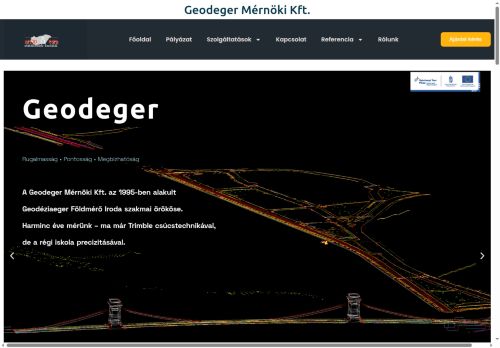 Geodeger Mérnöki Kft.
Főoldal
Pályázat
Szolgáltatások
Kapcsolat
Referencia
Rólunk
Ajánlat kérés
Geodeger
Rugalmasság • Pontosság • Megbízhatóság
A Geodeger Mérnöki Kft. az 1995-ben alakult
Geodéziaeger Földmérő Iroda szakmai örököse.
Harminc éve mérünk – ma már Trimble csúcstechnikával,
de a régi iskola precizitásával.